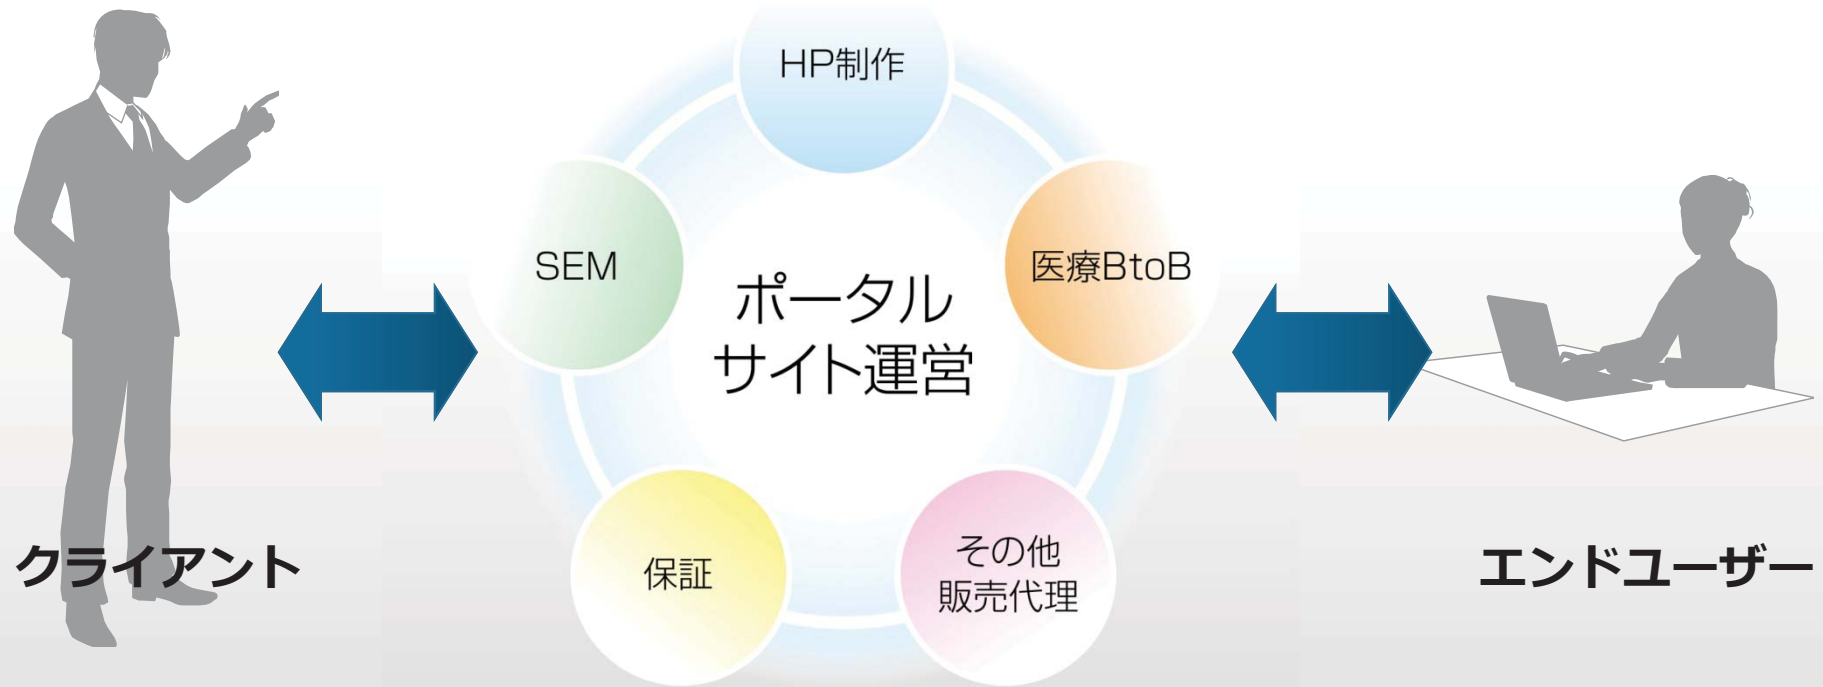 HP制作
SEM
医療BtoB
ポータル
サイト運営
保証
その他
販売代理
クライアント
エンドユーザー